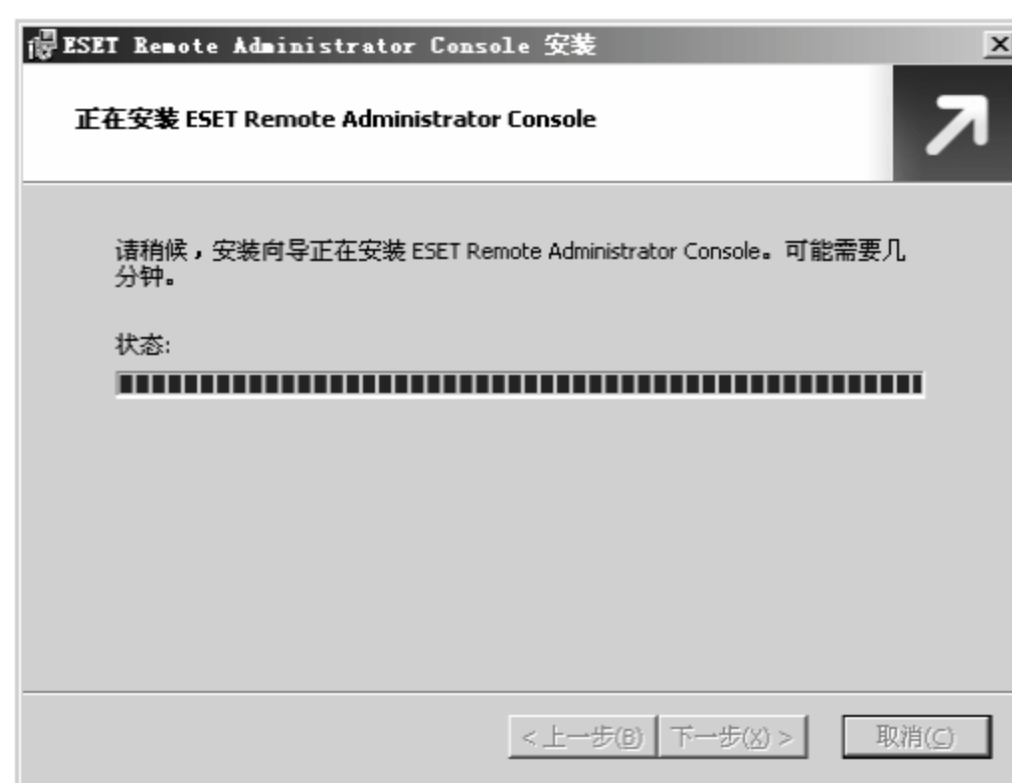 ESET Remote Administrator Console 安装
正在安装 ESET Remote Administrator Console
请稍候，安装向导正在安装 ESET Remote Administrator Console。可能需要几
分钟。
状态:
<上一步(B) 下一步(X) > 取消(C)